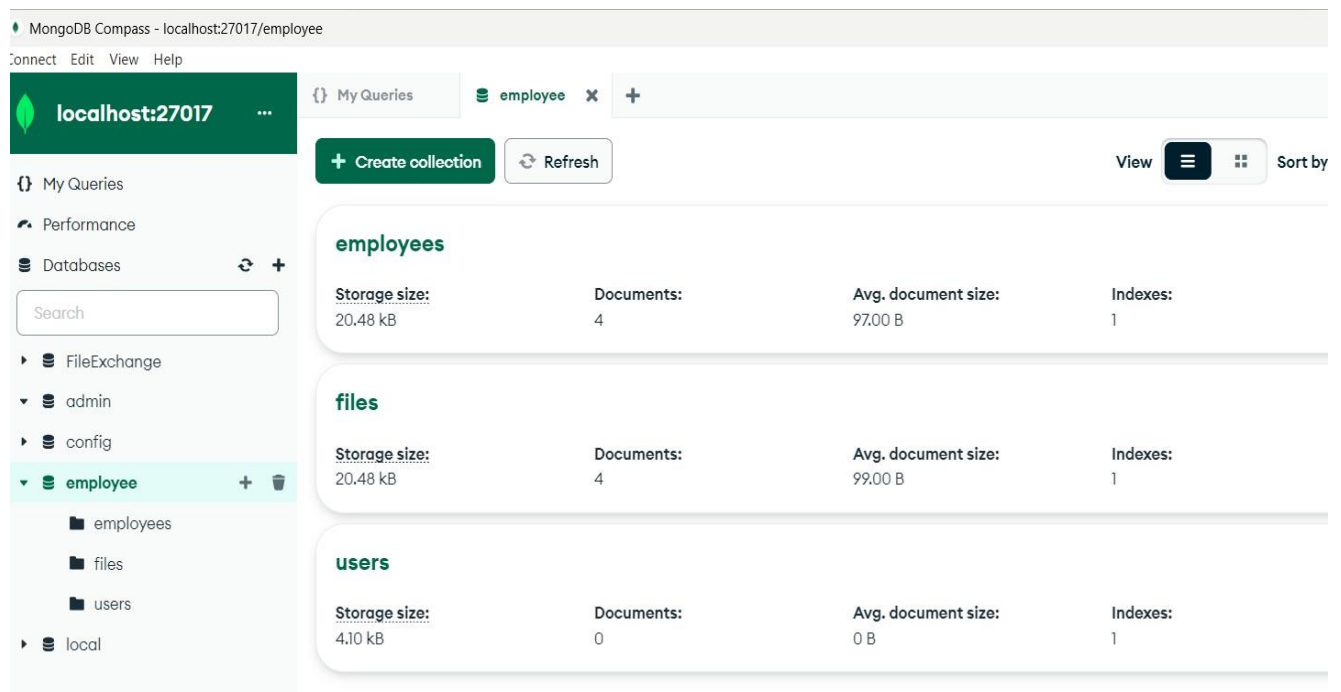 MongoDB Compass - localhost:27017/employee
Connect Edit View Help
localhost:27017 ...
{} My Queries
employee
My Queries
Performance
Databases
Search
FileExchange
admin
config
employee
employees
files
users
local
Create collection
Refresh
View
Sort by
employees
Storage size: Documents: Avg. document size: Indexes:
20.48 kB 4 97.00 B 1
files
Storage size: Documents: Avg. document size: Indexes:
20.48 kB 4 99.00 B 1
users
Storage size: Documents: Avg. document size: Indexes:
4.10 kB 0 0 B 1